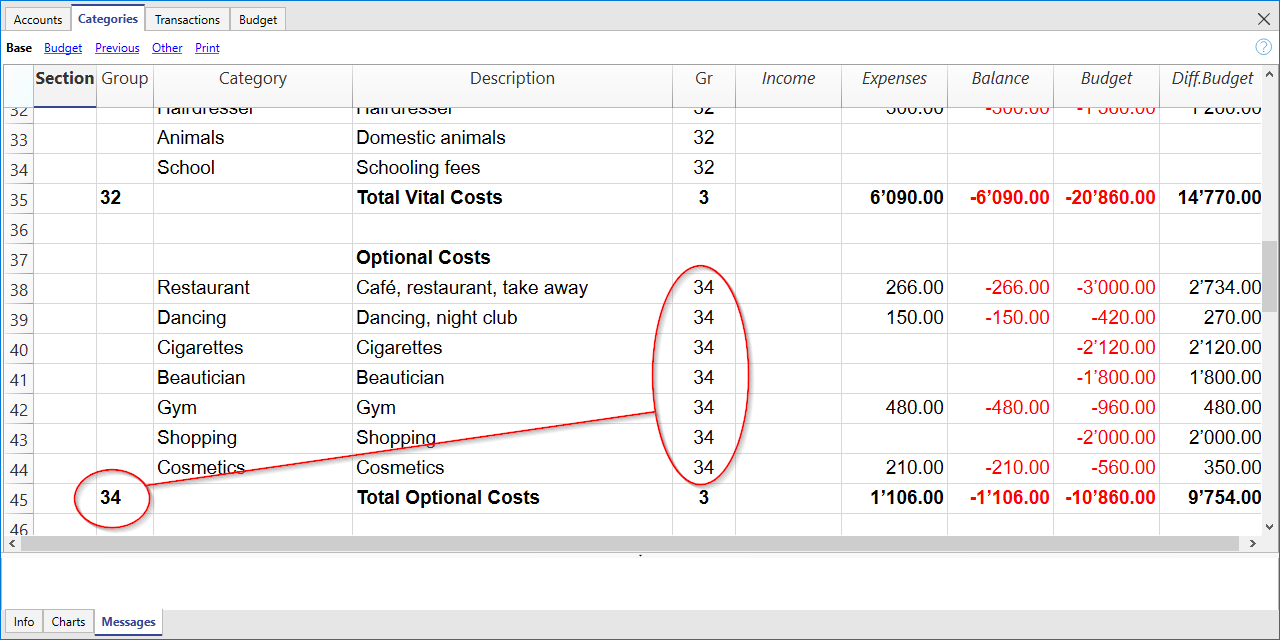 Accounts Categories Transactions Budget
Base Budget Previous Other Print
Section Group Category Description Gr Income Expenses Balance Budget Diff.Budget
32 Hairdresser Hairdresser 32 300.00 -300.00 -1’560.00 1’260.00
33 Animals Domestic animals 32
34 School Schooling fees 32
35 32 Total Vital Costs 3 6’090.00 -6’090.00 -20’860.00 14’770.00
36
37 Optional Costs
38 Restaurant Café, restaurant, take away 34 266.00 -266.00 -3’000.00 2’734.00
39 Dancing Dancing, night club 34 150.00 -150.00 -420.00 270.00
40 Cigarettes Cigarettes 34 -2’120.00 2’120.00
41 Beautician Beautician 34 -1’800.00 1’800.00
42 Gym Gym 34 480.00 -480.00 -960.00 480.00
43 Shopping Shopping 34 -2’000.00 2’000.00
44 Cosmetics Cosmetics 34 210.00 -210.00 -560.00 350.00
45 34 Total Optional Costs 3 1’106.00 -1’106.00 -10’860.00 9’754.00
46
Info Charts Messages